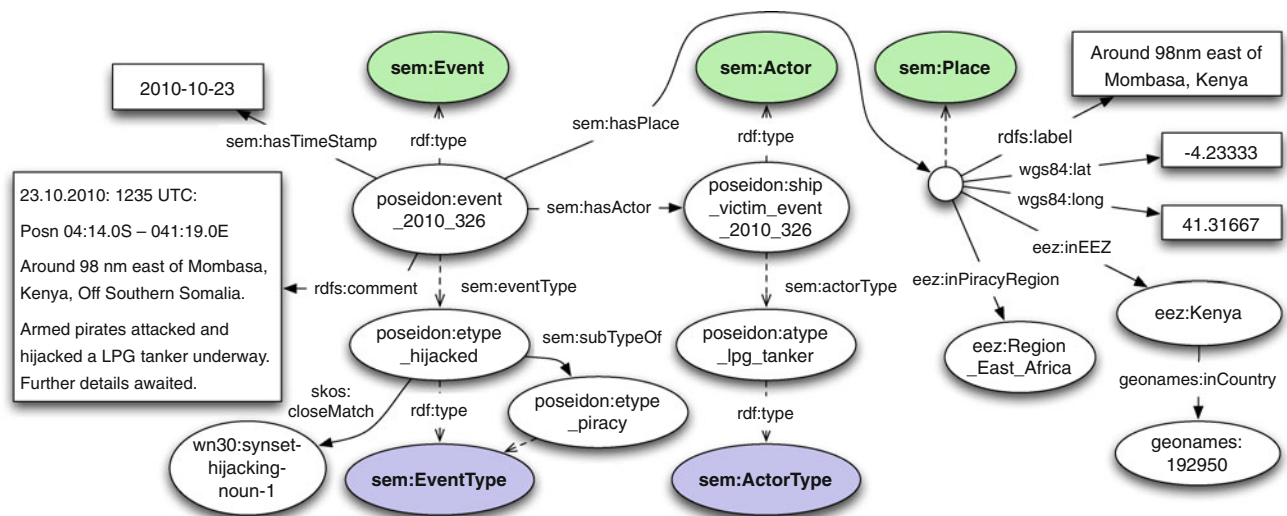 sem:Event
sem:Actor
sem:Place
Around 98nm east of
Mombasa, Kenya
2010-10-23
sem:hasTimeStamp
rdf:type
sem:hasPlace
rdf:type
rdfs:label
wgs84:lat
-4.23333
wgs84:long
41.31667
poseidon:event
_2010_326
sem:hasActor
poseidon:ship
_victim_event
_2010_326
23.10.2010: 1235 UTC:
Posn 04:14.0S – 041:19.0E
Around 98 nm east of Mombasa,
Kenya, Off Southern Somalia.
Armed pirates attacked and
hijacked a LPG tanker underway.
Further details awaited.
rdfs:comment
sem:eventType
sem:actorType
eez:inPiracyRegion
eez:inEEZ
poseidon:etype
_hijacked
sem:subTypeOf
poseidon:atype
_lpg_tanker
eez:Region
_East_Africa
eez:Kenya
geonames:inCountry
skos:
closeMatch
rdf:type
poseidon:etype
_piracy
rdf:type
wn30:synset-
hijacking-
noun-1
sem:EventType
sem:ActorType
geonames:
192950